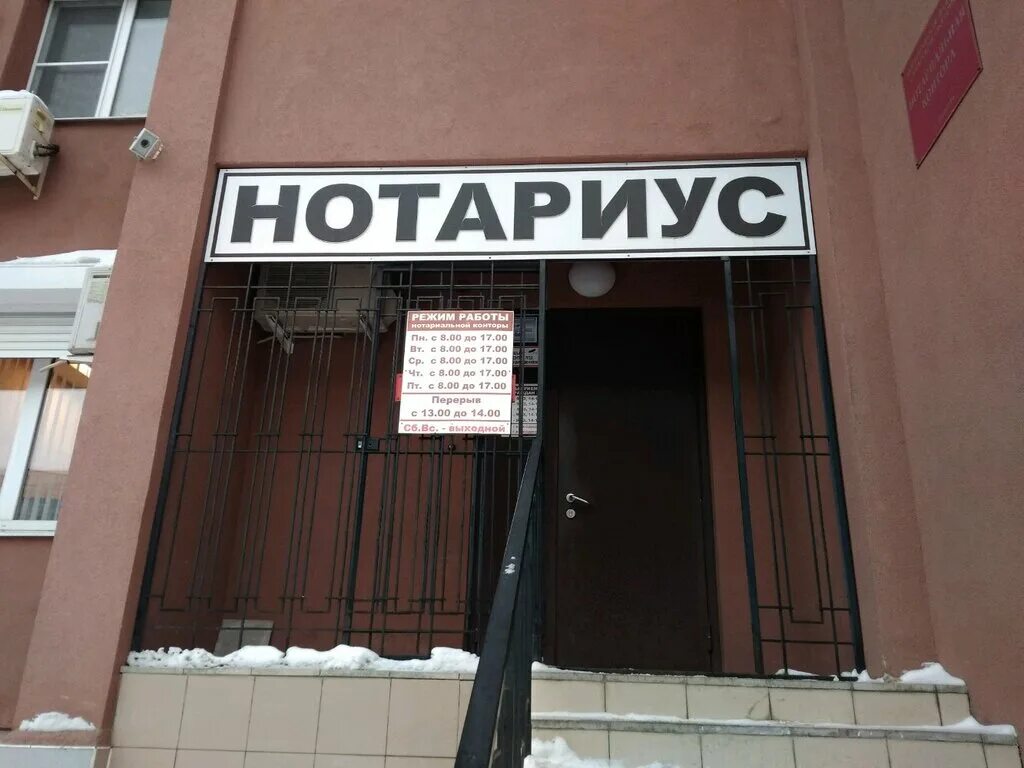 НОТАРИУС
РЕЖИМ РАБОТЫ
нотариальной конторы
Пн. с 8.00 до 17.00
Вт. с 8.00 до 17.00
Ср. с 8.00 до 17.00
Чт. с 8.00 до 17.00
Пт. с 8.00 до 17.00
Перерыв
с 13.00 до 14.00
Сб.Вс. - выходной
НОТАРИАЛЬНАЯ
КОНТОРА